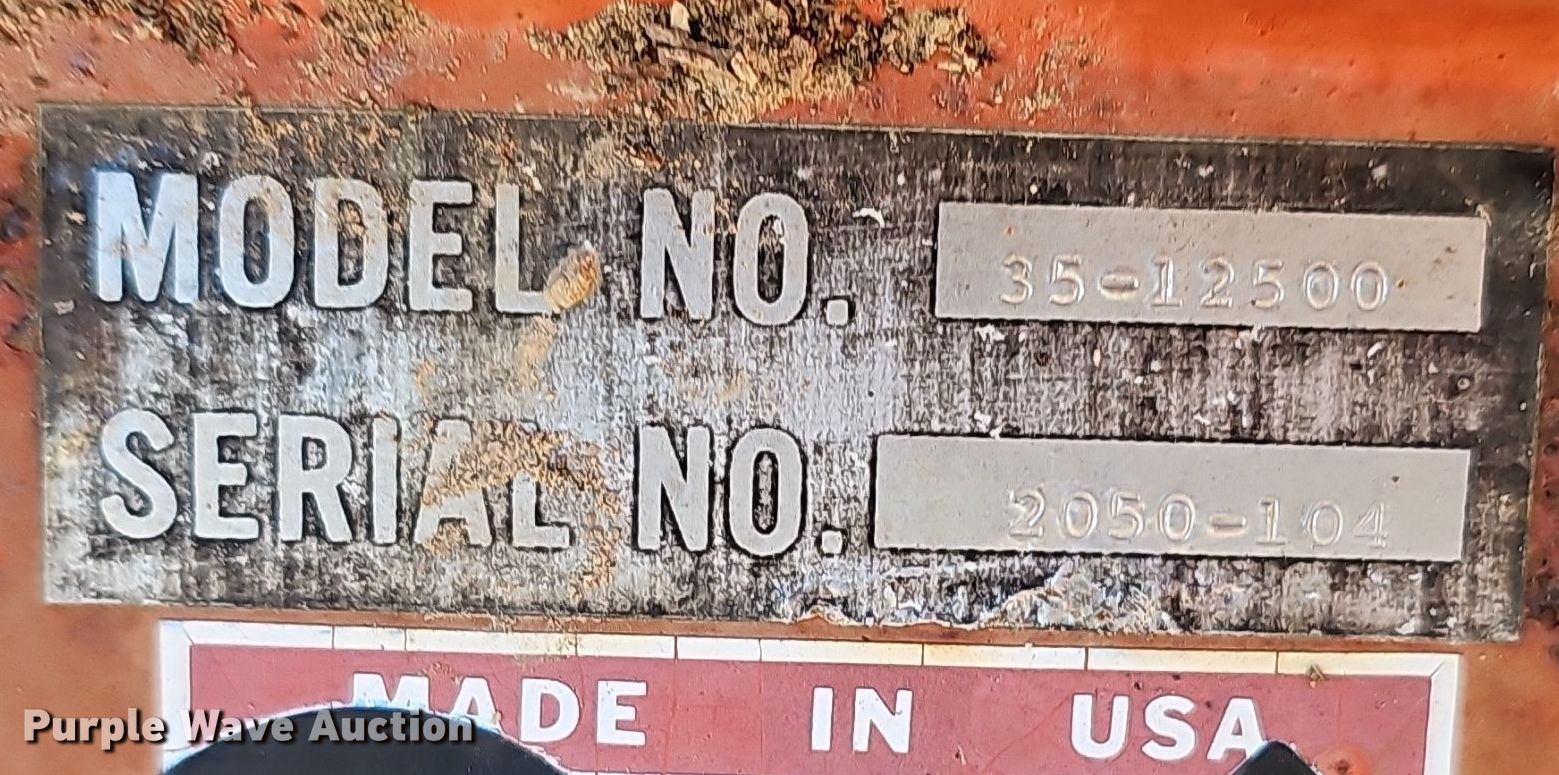 MODEL NO. 35-12500
SERIAL NO. 2050-104
MADE IN USA
Purple Wave Auction